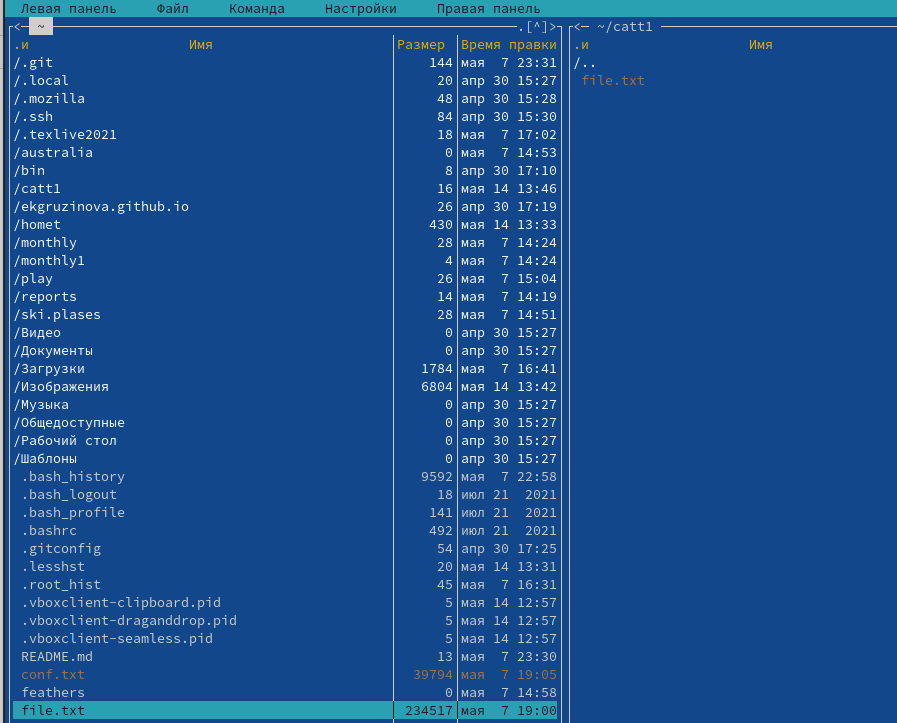 Левая панель Файл Команда Настройки Правая панель
<─ ~ .[^]> <─ ~/catt1
.и Имя Размер Время правки .и Имя
/.git 144 мая 7 23:31 /..
/.local 20 апр 30 15:27 file.txt
/.mozilla 48 апр 30 15:28
/.ssh 84 апр 30 15:30
/.texlive2021 18 мая 7 17:02
/australia 0 мая 7 14:53
/bin 8 апр 30 17:10
/catt1 16 мая 14 13:46
/ekgruzinova.github.io 26 апр 30 17:19
/homet 430 мая 14 13:33
/monthly 28 мая 7 14:24
/monthly1 4 мая 7 14:24
/play 26 мая 7 15:04
/reports 14 мая 7 14:19
/ski.plases 28 мая 7 14:51
/Видео 0 апр 30 15:27
/Документы 0 апр 30 15:27
/Загрузки 1784 мая 7 16:41
/Изображения 6804 мая 14 13:42
/Музыка 0 апр 30 15:27
/Общедоступные 0 апр 30 15:27
/Рабочий стол 0 апр 30 15:27
/Шаблоны 0 апр 30 15:27
.bash_history 9592 мая 7 22:58
.bash_logout 18 июл 21 2021
.bash_profile 141 июл 21 2021
.bashrc 492 июл 21 2021
.gitconfig 54 апр 30 17:25
.lesshst 20 мая 14 13:31
.root_hist 45 мая 7 16:31
.vboxclient-clipboard.pid 5 мая 14 12:57
.vboxclient-draganddrop.pid 5 мая 14 12:57
.vboxclient-seamless.pid 5 мая 14 12:57
README.md 13 мая 7 23:30
conf.txt 39794 мая 7 19:05
feathers 0 мая 7 14:58
file.txt 234517 мая 7 19:00